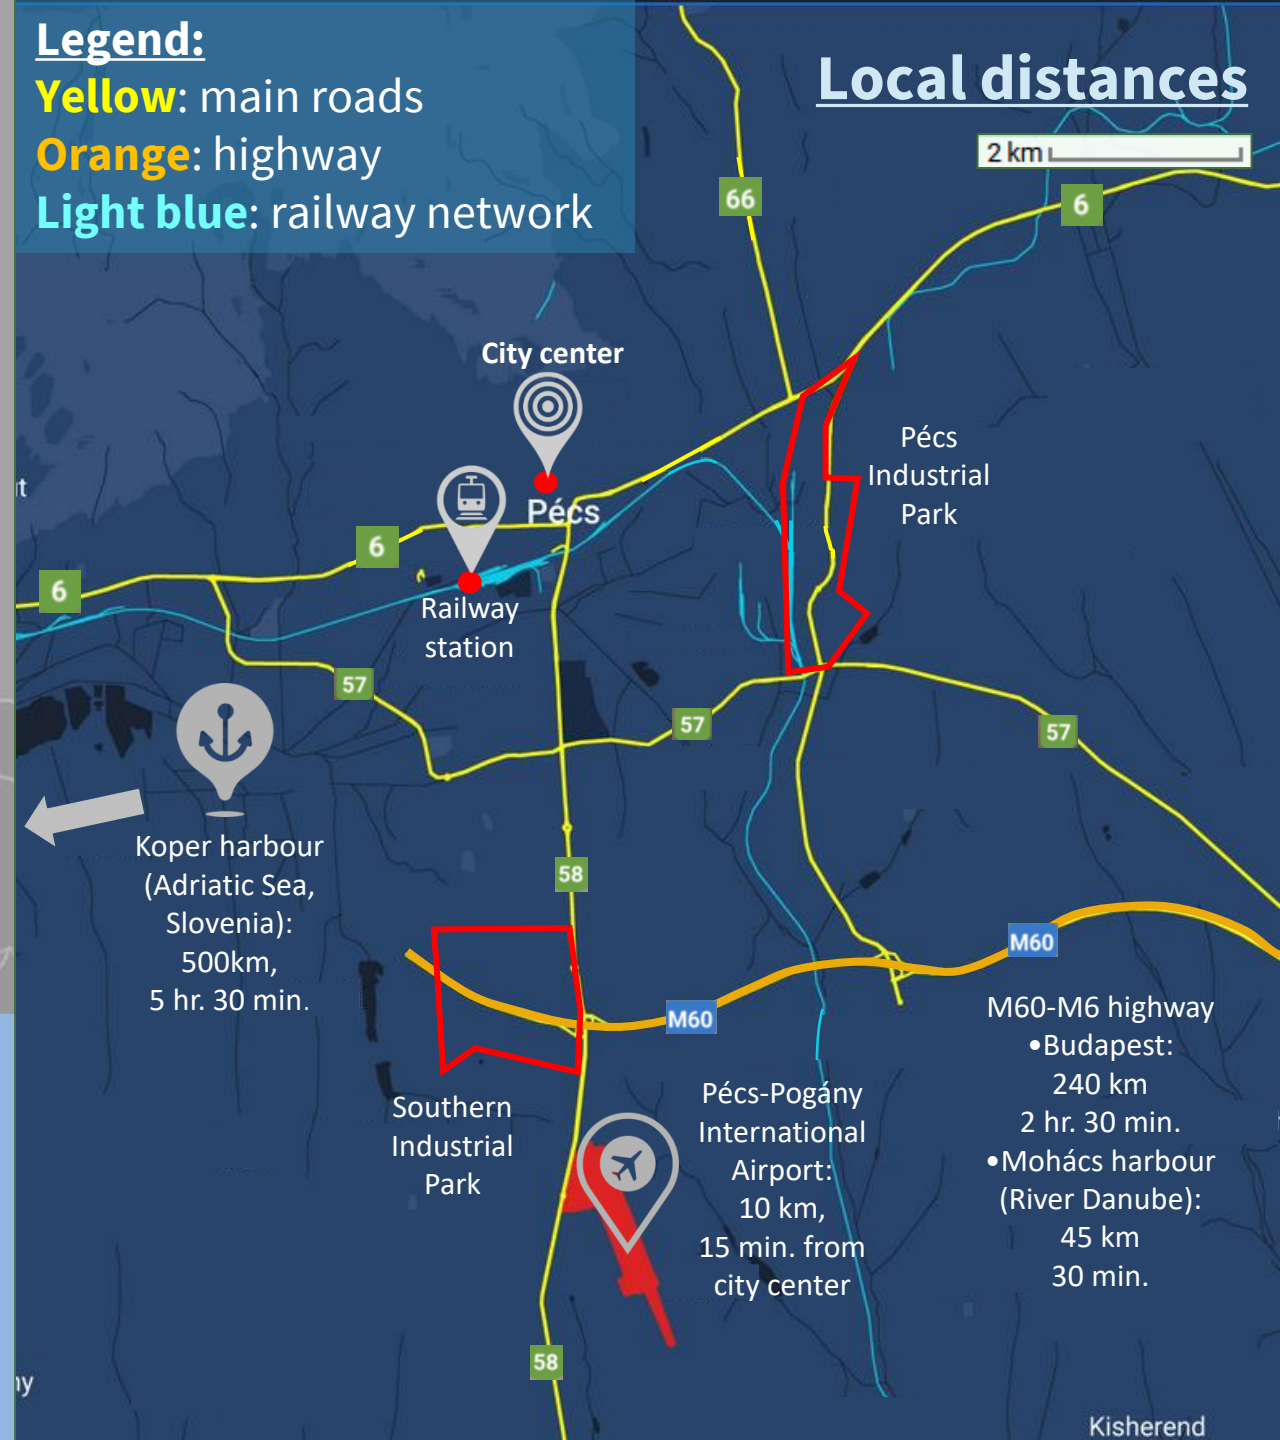 Legend:
Yellow: main roads
Orange: highway
Light blue: railway network
Local distances
2 km
66
6
City center
Pécs
Industrial
Park
Pécs
6
6
Railway
station
57
57
57
Koper harbour
(Adriatic Sea,
Slovenia):
500km,
5 hr. 30 min.
58
M60
M60
M60-M6 highway
•Budapest:
240 km
2 hr. 30 min.
•Mohács harbour
(River Danube):
45 km
30 min.
Southern
Industrial
Park
Pécs-Pogány
International
Airport:
10 km,
15 min. from
city center
58
Kisherend